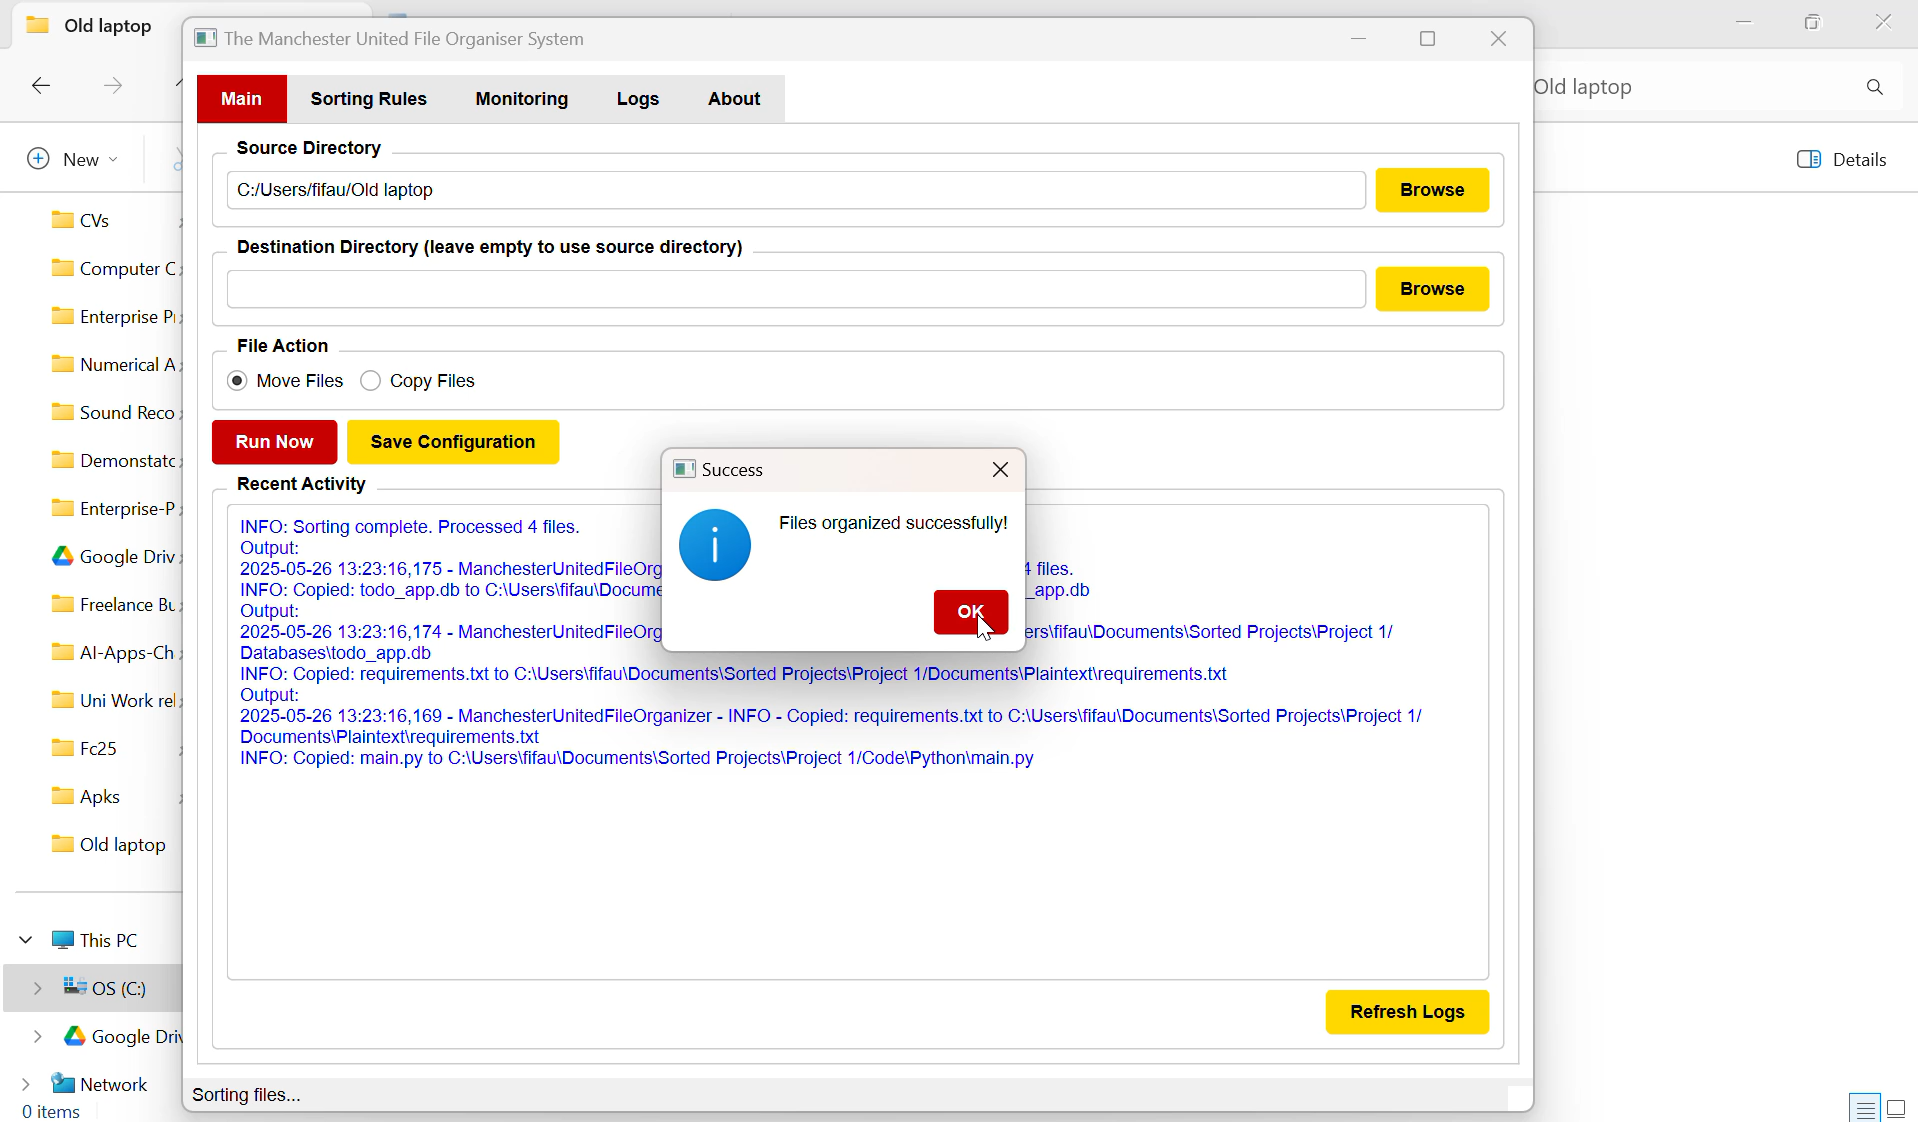 Old laptop
The Manchester United File Organiser System
Old laptop
Main Sorting Rules Monitoring Logs About
New
Details
Source Directory
C:/Users/fifau/Old laptop
Browse
Destination Directory (leave empty to use source directory)
Browse
File Action
Move Files Copy Files
Run Now Save Configuration
Recent Activity
INFO: Sorting complete. Processed 4 files.
Output:
2025-05-26 13:23:16,175 - ManchesterUnitedFileOrg 4 files.
INFO: Copied: todo_app.db to C:\Users\fifau\Docume _app.db
Output:
2025-05-26 13:23:16,174 - ManchesterUnitedFileOrg ers\fifau\Documents\Sorted Projects\Project 1/
Databases\todo_app.db
INFO: Copied: requirements.txt to C:\Users\fifau\Documents\Sorted Projects\Project 1/Documents\Plaintext\requirements.txt
Output:
2025-05-26 13:23:16,169 - ManchesterUnitedFileOrganizer - INFO - Copied: requirements.txt to C:\Users\fifau\Documents\Sorted Projects\Project 1/
Documents\Plaintext\requirements.txt
INFO: Copied: main.py to C:\Users\fifau\Documents\Sorted Projects\Project 1/Code\Python\main.py
Success
Files organized successfully!
OK
Refresh Logs
Sorting files...
CVs
Computer C
Enterprise Pr
Numerical A
Sound Reco
Demonstatc
Enterprise-P
Google Driv
Freelance Bu
AI-Apps-Ch
Uni Work rel
Fc25
Apks
Old laptop
This PC
OS (C:)
Google Driv
Network
0 items